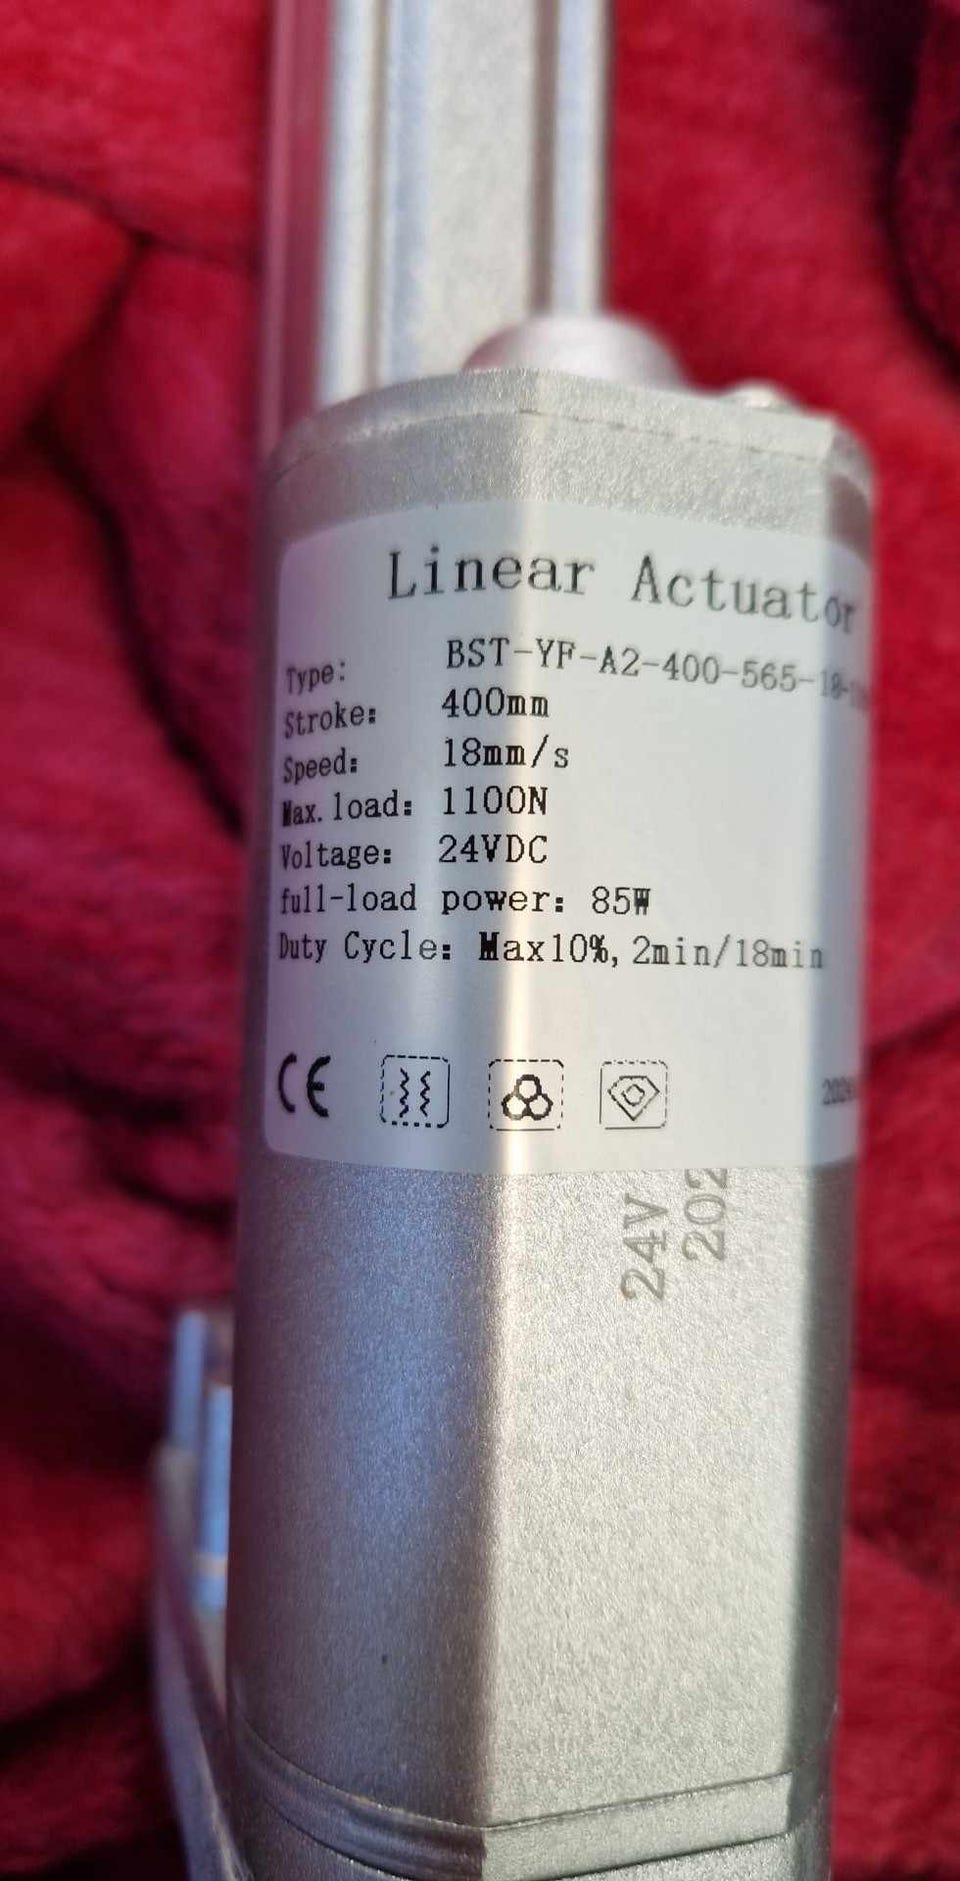 Linear Actuator
Type: BST-YF-A2-400-565-18-
Stroke: 400mm
Speed: 18mm/s
Max. load: 1100N
Voltage: 24VDC
full-load power: 85W
Duty Cycle: Max10%, 2min/18min
CE
24V
202